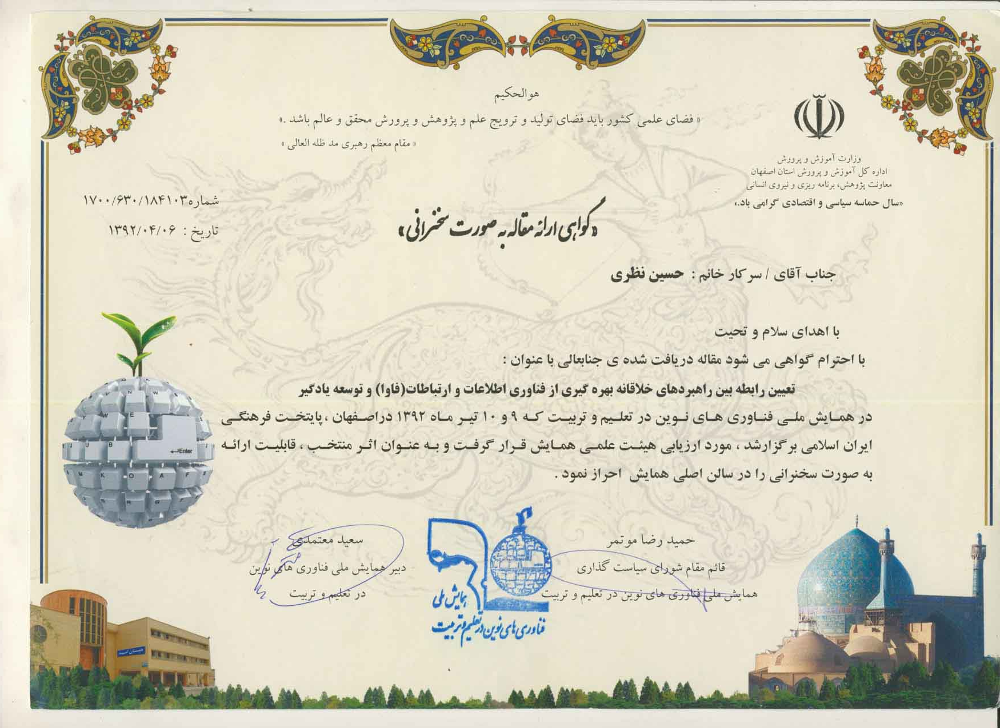 هوالحکیم
« فضای علمی کشور باید فضای تولید و ترویج علم و پژوهش و پرورش محقق و عالم باشد .»
« مقام معظم رهبری مد ظله العالی »
وزارت آموزش و پرورش
اداره کل آموزش و پرورش استان اصفهان
معاونت پژوهش، برنامه ریزی و نیروی انسانی
«سال حماسه سیاسی و اقتصادی گرامی باد.»
شماره۱۷۰۰/۶۳۰/۱۸۴۱۰۳
تاریخ : ۱۳۹۲/۰۴/۰۶
«گواهی ارائه مقاله به صورت سخنرانی»
جناب آقای / سرکار خانم : حسین نظری
با اهدای سلام و تحیت
با احترام گواهی می شود مقاله دریافت شده ی جنابعالی با عنوان :
تعیین رابطه بین راهبردهای خلاقانه بهره گیری از فناوری اطلاعات و ارتباطات(فاوا) و توسعه یادگیر
در همایش ملی فناوری های نوین در تعلیم و تربیت که ۹ و ۱۰ تیر ماه ۱۳۹۲ دراصفهان ، پایتخت فرهنگی
ایران اسلامی برگزارشد ، مورد ارزیابی هیئت علمی همایش قرار گرفت و به عنوان اثر منتخب ، قابلیت ارائه
به صورت سخنرانی را در سالن اصلی همایش احراز نمود .
حمید رضا موتمر
قائم مقام شورای سیاست گذاری
همایش ملی فناوری های نوین در تعلیم و تربیت
سعید معتمدی
دبیر همایش ملی فناوری های نوین
در تعلیم و تربیت
همایش ملی
فناوری های نوین در تعلیم و تربیت
Enter